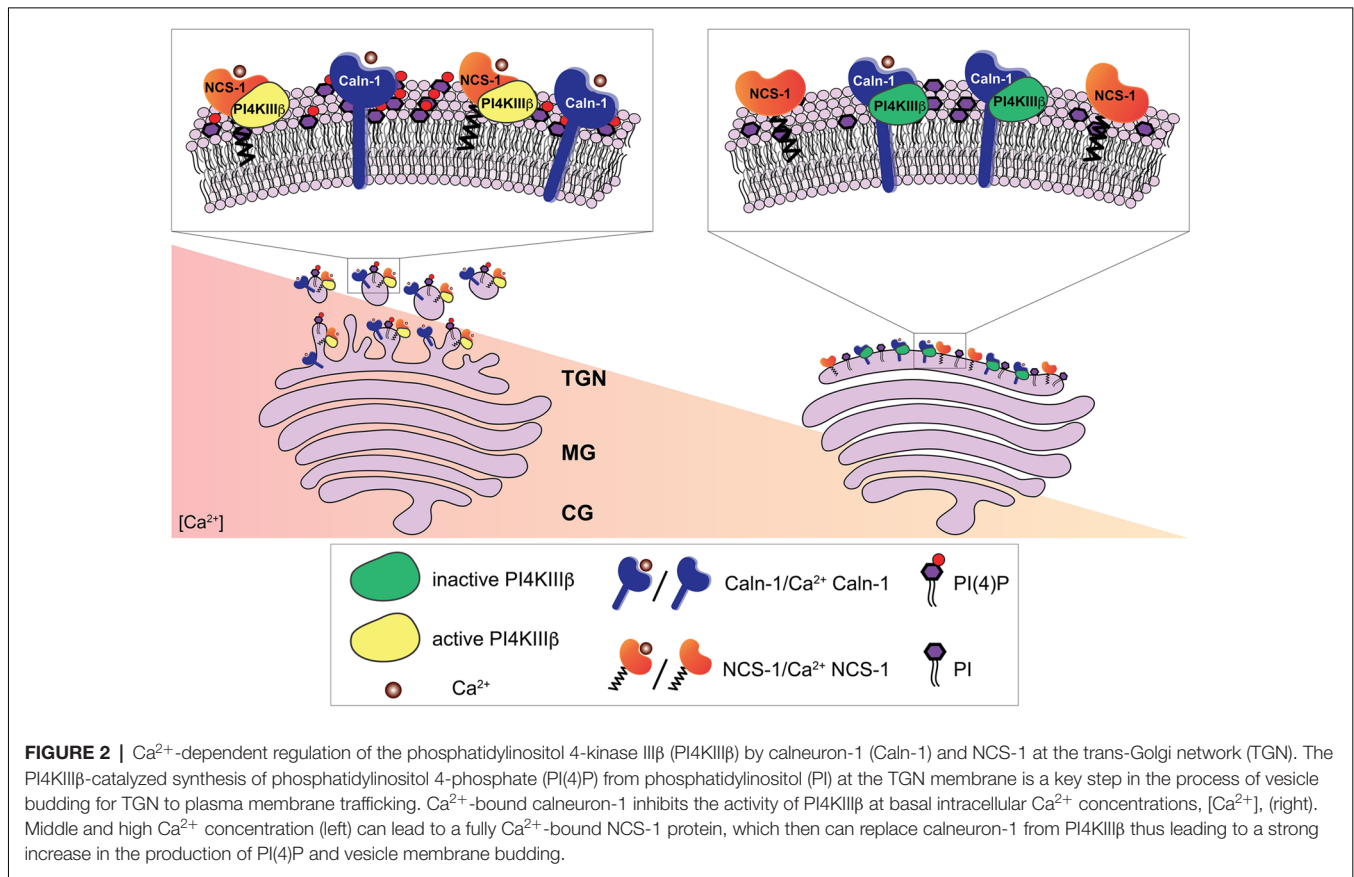 NCS-1
PI4KIIIβ
Caln-1
NCS-1
PI4KIIIβ
Caln-1
NCS-1
Caln-1
PI4KIIIβ
Caln-1
PI4KIIIβ
NCS-1
TGN
MG
CG
[Ca²⁺]
inactive PI4KIIIβ
active PI4KIIIβ
Ca²⁺
/ Caln-1/Ca²⁺ Caln-1
/ NCS-1/Ca²⁺ NCS-1
PI(4)P
PI
FIGURE 2 | Ca²⁺-dependent regulation of the phosphatidylinositol 4-kinase IIIβ (PI4KIIIβ) by calneuron-1 (Caln-1) and NCS-1 at the trans-Golgi network (TGN). The
PI4KIIIβ-catalyzed synthesis of phosphatidylinositol 4-phosphate (PI(4)P) from phosphatidylinositol (PI) at the TGN membrane is a key step in the process of vesicle
budding for TGN to plasma membrane trafficking. Ca²⁺-bound calneuron-1 inhibits the activity of PI4KIIIβ at basal intracellular Ca²⁺ concentrations, [Ca²⁺], (right).
Middle and high Ca²⁺ concentration (left) can lead to a fully Ca²⁺-bound NCS-1 protein, which then can replace calneuron-1 from PI4KIIIβ thus leading to a strong
increase in the production of PI(4)P and vesicle membrane budding.